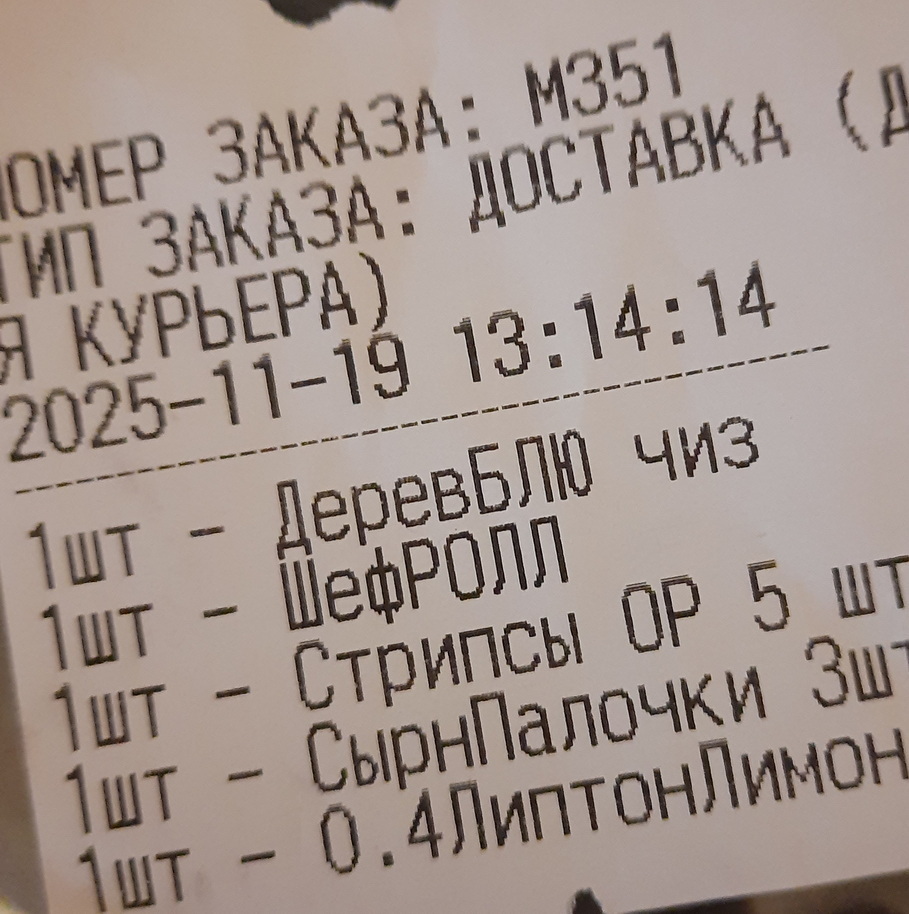 НОМЕР ЗАКАЗА: М351
ТИП ЗАКАЗА: ДОСТАВКА (Д
Я КУРЬЕРА)
2025-11-19 13:14:14
1шт - ДеревБЛЮ чиз
1шт - ШефРОЛЛ
1шт - Стрипсы ОР 5 шт
1шт - СырнПалочки 3шт
1шт - 0.4ЛиптонЛимон